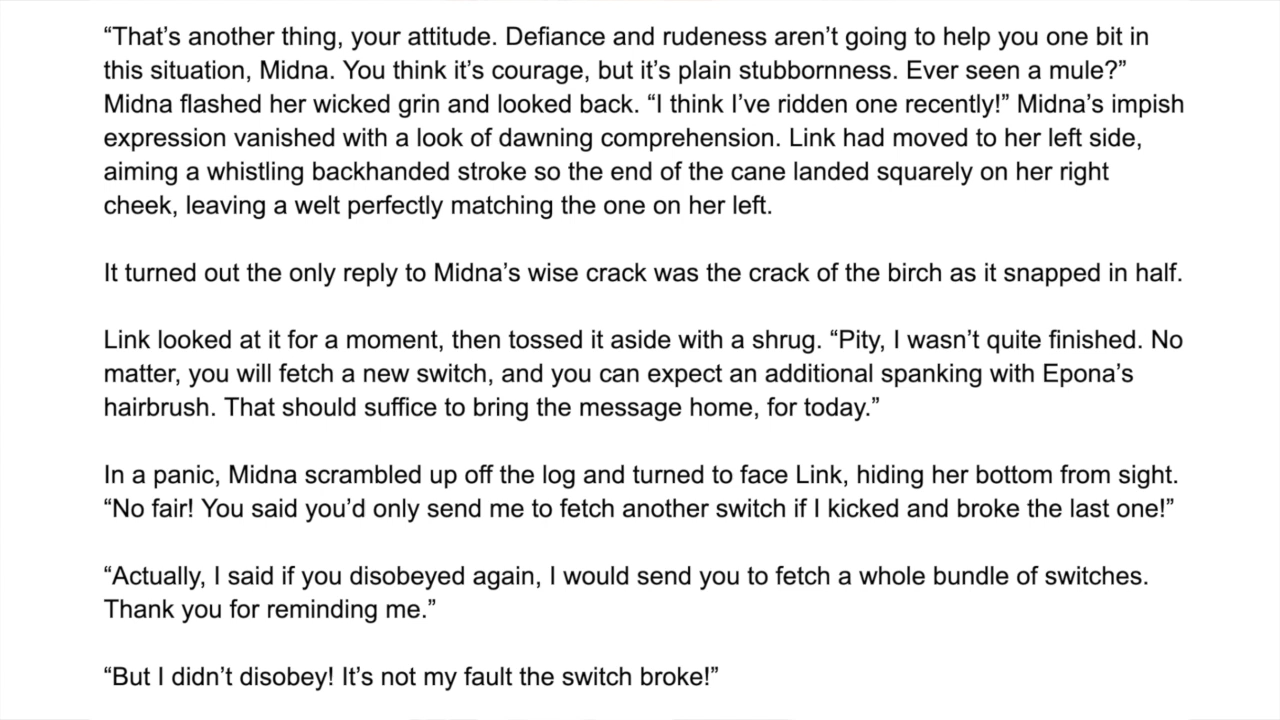 “That’s another thing, your attitude. Defiance and rudeness aren’t going to help you one bit in
this situation, Midna. You think it’s courage, but it’s plain stubbornness. Ever seen a mule?”
Midna flashed her wicked grin and looked back. “I think I’ve ridden one recently!” Midna’s impish
expression vanished with a look of dawning comprehension. Link had moved to her left side,
aiming a whistling backhanded stroke so the end of the cane landed squarely on her right
cheek, leaving a welt perfectly matching the one on her left.

It turned out the only reply to Midna’s wise crack was the crack of the birch as it snapped in half.

Link looked at it for a moment, then tossed it aside with a shrug. “Pity, I wasn’t quite finished. No
matter, you will fetch a new switch, and you can expect an additional spanking with Epona’s
hairbrush. That should suffice to bring the message home, for today.”

In a panic, Midna scrambled up off the log and turned to face Link, hiding her bottom from sight.
“No fair! You said you’d only send me to fetch another switch if I kicked and broke the last one!”

“Actually, I said if you disobeyed again, I would send you to fetch a whole bundle of switches.
Thank you for reminding me.”

“But I didn’t disobey! It’s not my fault the switch broke!”